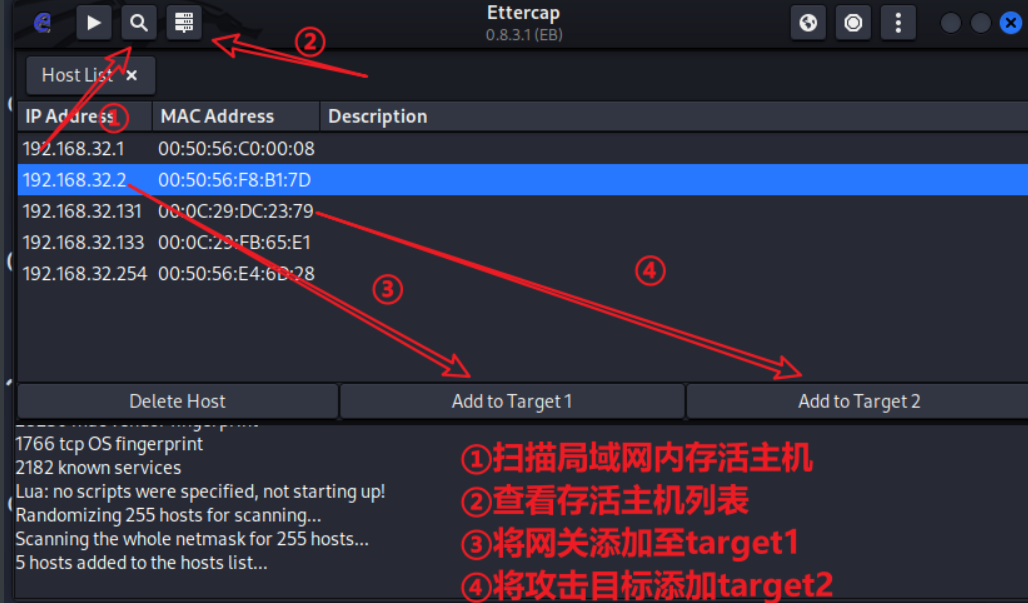 Ettercap
0.8.3.1 (EB)
②
Host List ×
①
IP Address MAC Address Description
192.168.32.1 00:50:56:C0:00:08
192.168.32.2 00:50:56:F8:B1:7D
192.168.32.131 00:0C:29:DC:23:79
192.168.32.133 00:0C:29:FB:65:E1
192.168.32.254 00:50:56:E4:6D:28
③
④
Delete Host Add to Target 1 Add to Target 2
1766 tcp OS fingerprint
2182 known services
Lua: no scripts were specified, not starting up!
Randomizing 255 hosts for scanning...
Scanning the whole netmask for 255 hosts...
5 hosts added to the hosts list...
①扫描局域网内存活主机
②查看存活主机列表
③将网关添加至target1
④将攻击目标添加target2